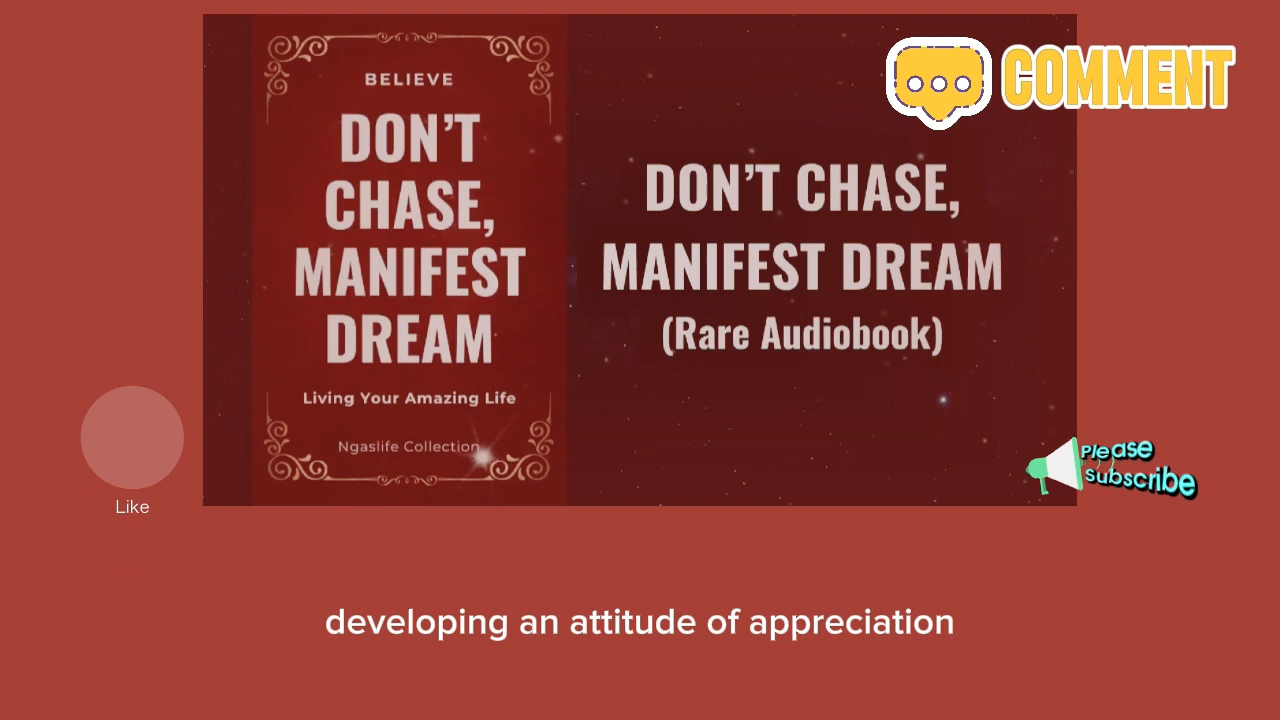 BELIEVE
DON'T
CHASE,
MANIFEST
DREAM
Living Your Amazing Life
Ngaslife Collection
DON'T CHASE,
MANIFEST DREAM
(Rare Audiobook)
COMMENT
Please
Subscribe
Like
developing an attitude of appreciation